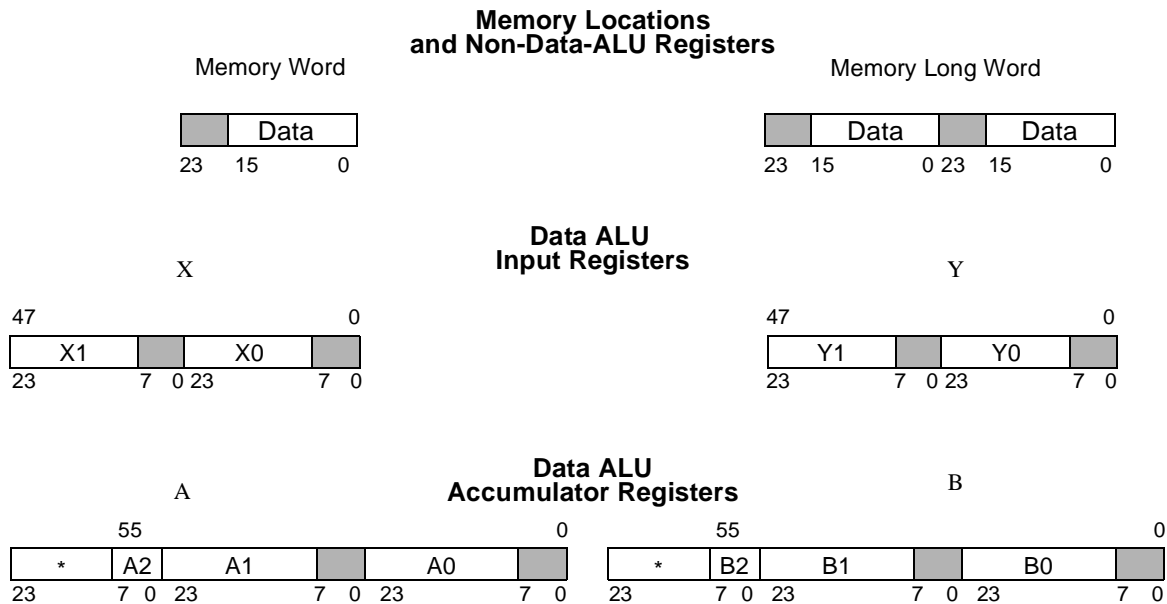 Memory Locations
and Non-Data-ALU Registers
Memory Word
Memory Long Word
Data
Data
Data
23 15 0
23 15 0 23 15 0
Data ALU
Input Registers
X
Y
47 0
47 0
X1 X0
Y1 Y0
23 7 0 23 7 0
23 7 0 23 7 0
Data ALU
Accumulator Registers
A
B
55 0
55 0
* A2 A1 A0
* B2 B1 B0
23 7 0 23 7 0 23 7 0
23 7 0 23 7 0 23 7 0